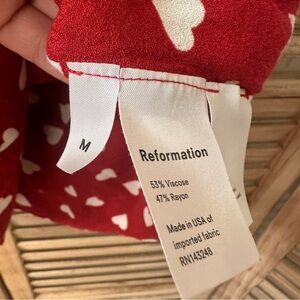 M
Reformation
53% Viscose
47% Rayon
Made in USA of
imported fabric
RN143248